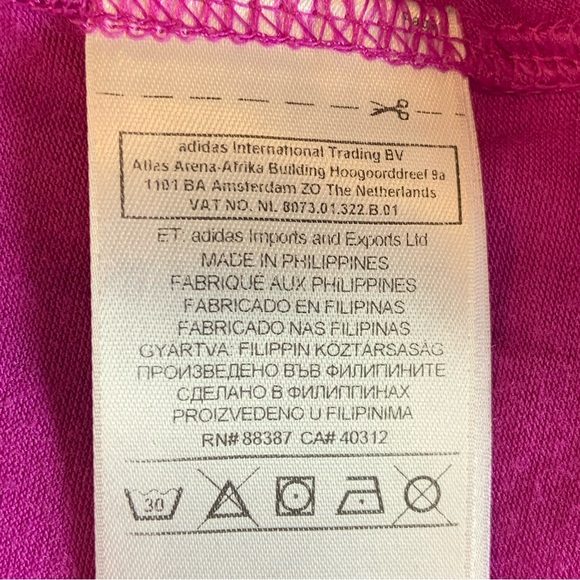 adidas International Trading BV
Atlas Arena-Afrika Building Hoogoorddreef 9a
1101 BA Amsterdam ZO The Netherlands
VAT NO. NL 8073.01.322.B.01
ET: adidas Imports and Exports Ltd
MADE IN PHILIPPINES
FABRIQUÉ AUX PHILIPPINES
FABRICADO EN FILIPINAS
FABRICADO NAS FILIPINAS
GYÁRTVA: FILIPPIN KÖZTÁRSASÁG
ПРОИЗВЕДЕНО ВЪВ ФИЛИПИНИТЕ
СДЕЛАНО В ФИЛИППИНАХ
PROIZVEDENO U FILIPINIMA
RN# 88387 CA# 40312
30